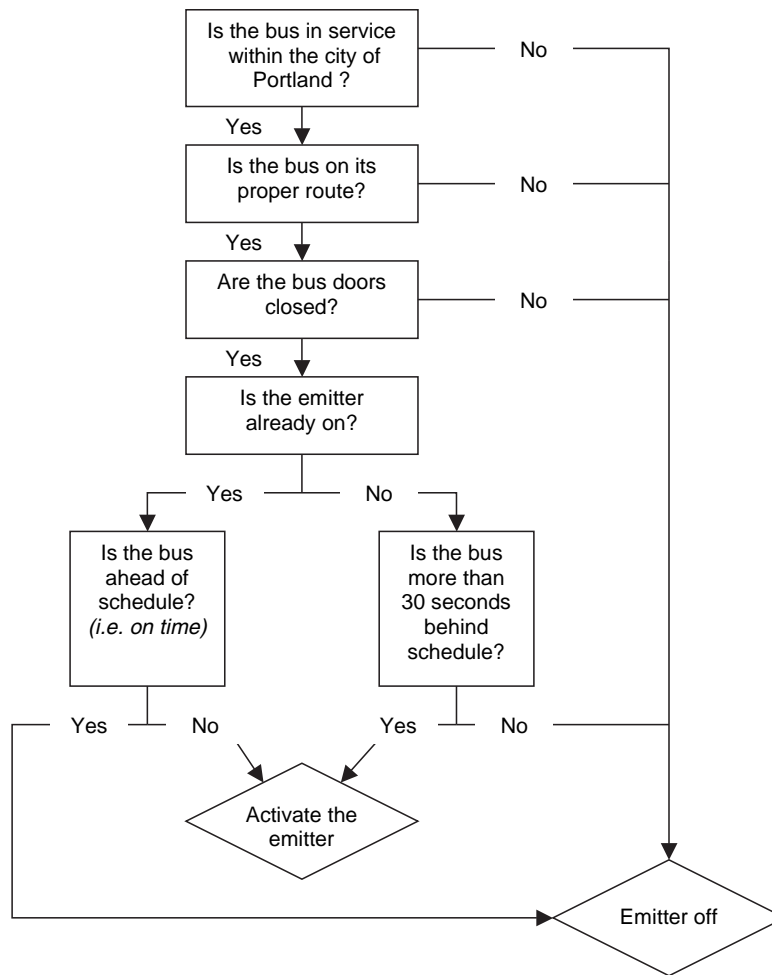 Is the bus in service
within the city of
Portland ?
No
Yes
Is the bus on its
proper route?
No
Yes
Are the bus doors
closed?
No
Yes
Is the emitter
already on?
Yes
No
Is the bus
ahead of
schedule?
(i.e. on time)
Is the bus
more than
30 seconds
behind
schedule?
Yes
No
Yes
No
Activate the
emitter
Emitter off